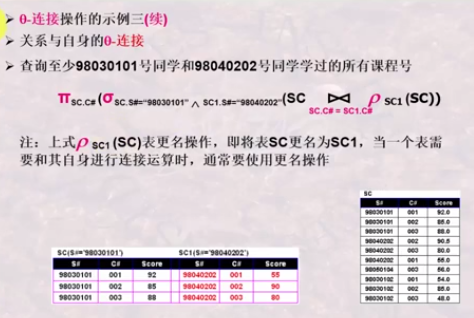 ➢ θ-连接操作的示例三(续)
➢ 关系与自身的θ-连接
➢ 查询至少98030101号同学和98040202号同学学过的所有课程号
π SC.C# (σ SC.S#="98030101" ∧ SC1.S#="98040202" (SC ⋈ SC.C# = SC1.C# ρ SC1 (SC))
注：上式ρ SC1 (SC)表更名操作，即将表SC更名为SC1，当一个表需
要和其自身进行连接运算时，通常要使用更名操作
SC(S#='98030101') SC1(S#='98040202')
S# C# Score S# C# Score
98030101 001 92 98040202 001 55
98030101 002 85 98040202 002 90
98030101 003 88 98040202 003 80
SC
S# C# Score
98030101 001 92.0
98030101 002 85.0
98030101 003 88.0
98040202 002 90.5
98040202 003 80.0
98040202 001 55.0
003 56.0
98030102 001 54.0
98030102 002 85.0
98030102 003 48.0